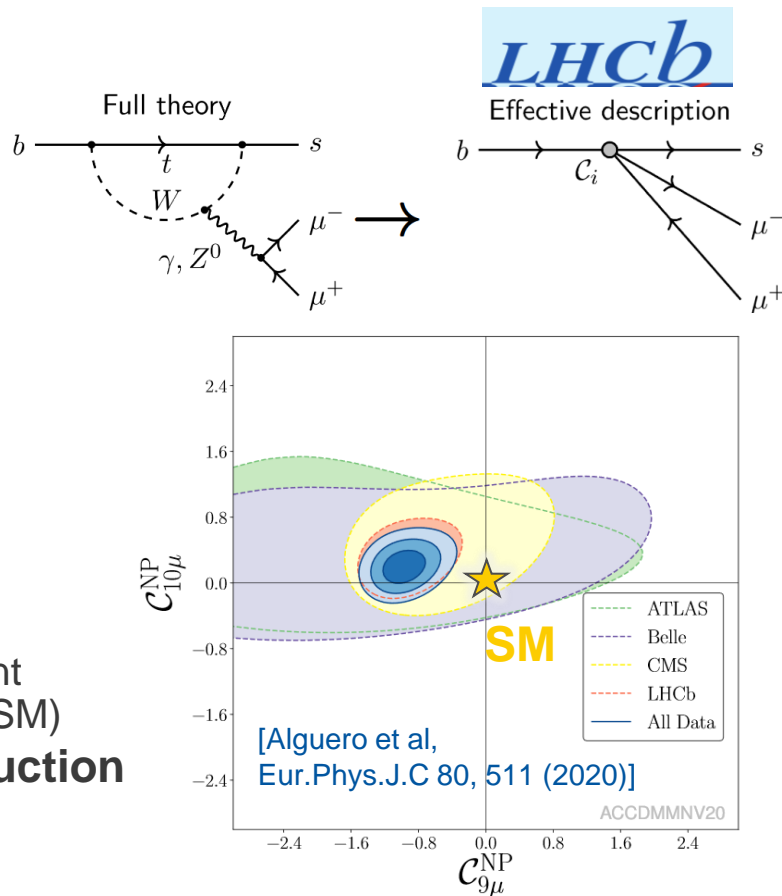 LHCb
Full theory
Effective description
b
t
s
W
γ, Z⁰
μ⁻
μ⁺
b
s
𝒞ᵢ
μ⁻
μ⁺
2.4
1.6
0.8
0.0
−0.8
−1.6
−2.4
𝒞^NP_10μ
SM
ATLAS
Belle
CMS
LHCb
All Data
nt
SM)
uction
[Alguero et al,
Eur.Phys.J.C 80, 511 (2020)]
ACCDMMNV20
−2.4 −1.6 −0.8 0.0 0.8 1.6 2.4
𝒞^NP_9μ